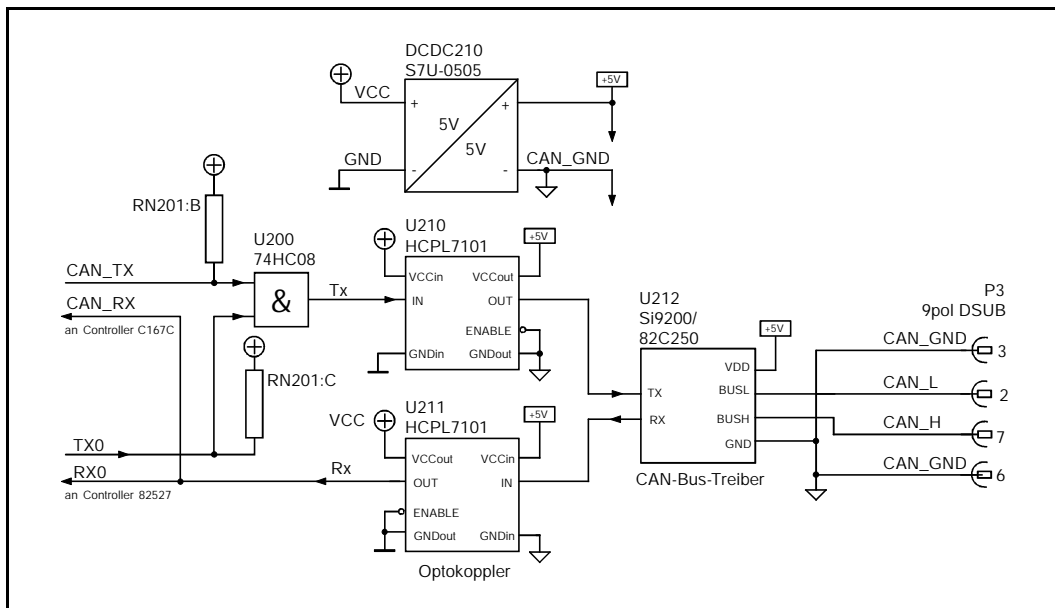 DCDC210
S7U-0505
+5V
VCC
+
+
5V
5V
GND
CAN_GND
-
-
RN201:B
U210
HCPL7101
+5V
U200
74HC08
CAN_TX
VCCin
VCCout
Tx
IN
OUT
&
CAN_RX
an Controller C167C
ENABLE
GNDin
GNDout
U212
Si9200/
82C250
+5V
P3
9pol DSUB
CAN_GND
3
VDD
RN201:C
CAN_L
TX
BUSL
2
U211
HCPL7101
+5V
VCC
RX
BUSH
CAN_H
7
TX0
GND
VCCout
VCCin
CAN_GND
6
RX0
Rx
OUT
IN
CAN-Bus-Treiber
an Controller 82527
ENABLE
GNDout
GNDin
Optokoppler